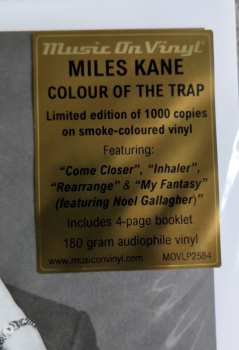 Music On Vinyl
MILES KANE
COLOUR OF THE TRAP
Limited edition of 1000 copies
on smoke-coloured vinyl
Featuring:
“Come Closer”, “Inhaler”,
“Rearrange” & “My Fantasy”
(featuring Noel Gallagher)”
Includes 4-page booklet
180 gram audiophile vinyl
www.musiconvinyl.com MOVLP2584